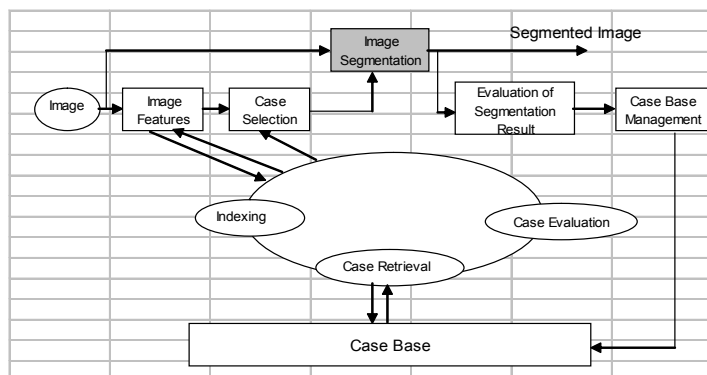 Image
Segmentation
Segmented Image
Image
Image
Features
Case
Selection
Evaluation of
Segmentation
Result
Case Base
Management
Indexing
Case Evaluation
Case Retrieval
Case Base